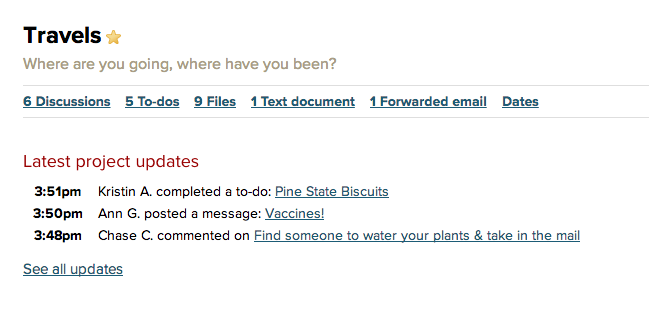 Travels
Where are you going, where have you been?
6 Discussions 5 To-dos 9 Files 1 Text document 1 Forwarded email Dates
Latest project updates
3:51pm Kristin A. completed a to-do: Pine State Biscuits
3:50pm Ann G. posted a message: Vaccines!
3:48pm Chase C. commented on Find someone to water your plants & take in the mail
See all updates